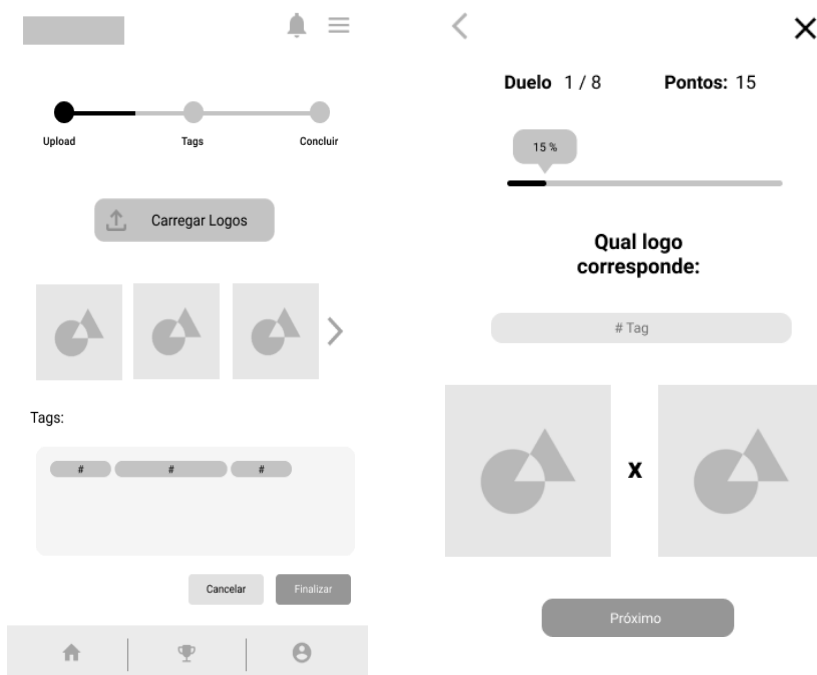 Upload Tags Concluir
Carregar Logos
Tags:
# # #
Cancelar Finalizar
Duelo 1 / 8 Pontos: 15
15 %
Qual logo
corresponde:
# Tag
x
Próximo